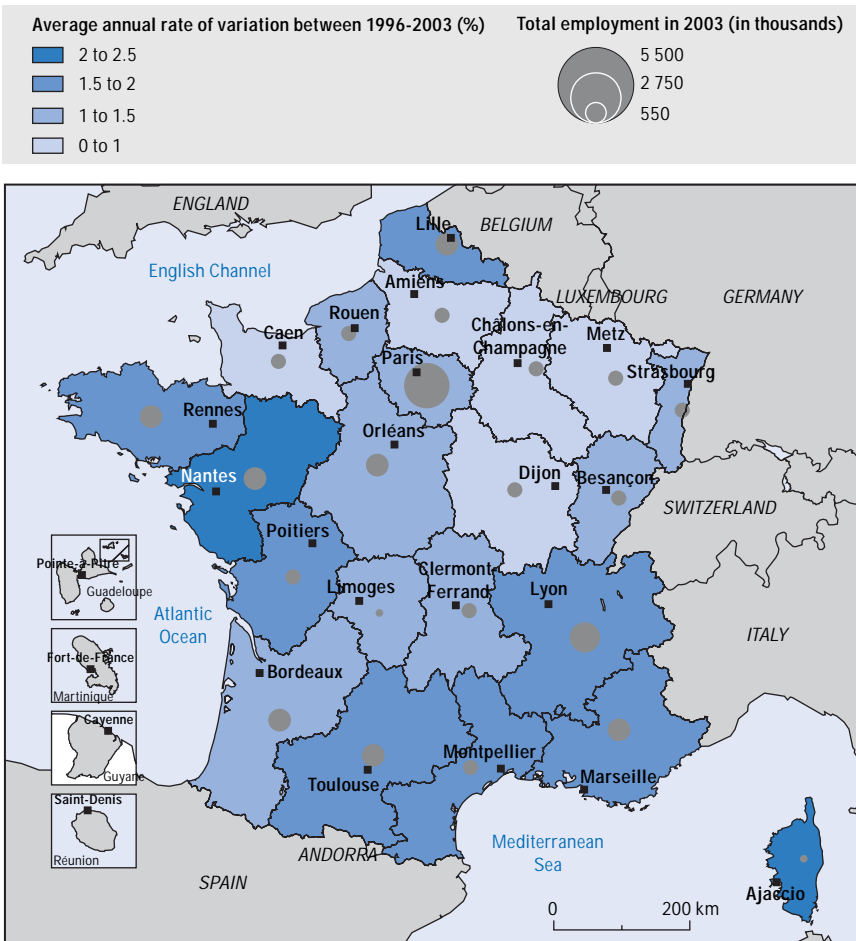 Average annual rate of variation between 1996-2003 (%)
2 to 2.5
1.5 to 2
1 to 1.5
0 to 1
Total employment in 2003 (in thousands)
5 500
2 750
550
ENGLAND
BELGIUM
Lille
English Channel
Amiens
LUXEMBOURG
GERMANY
Rouen
Châlons-en-
Champagne
Caen
Metz
Paris
Strasbourg
Rennes
Orléans
Nantes
Dijon
Besançon
SWITZERLAND
Poitiers
Pointe-à-Pitre
Guadeloupe
Clermont-
Ferrand
Limoges
Lyon
Atlantic
Ocean
ITALY
Fort-de-France
Martinique
Bordeaux
Cayenne
Guyane
Montpellier
Toulouse
Marseille
Saint-Denis
Réunion
Mediterranean
Sea
ANDORRA
SPAIN
Ajaccio
0 200 km